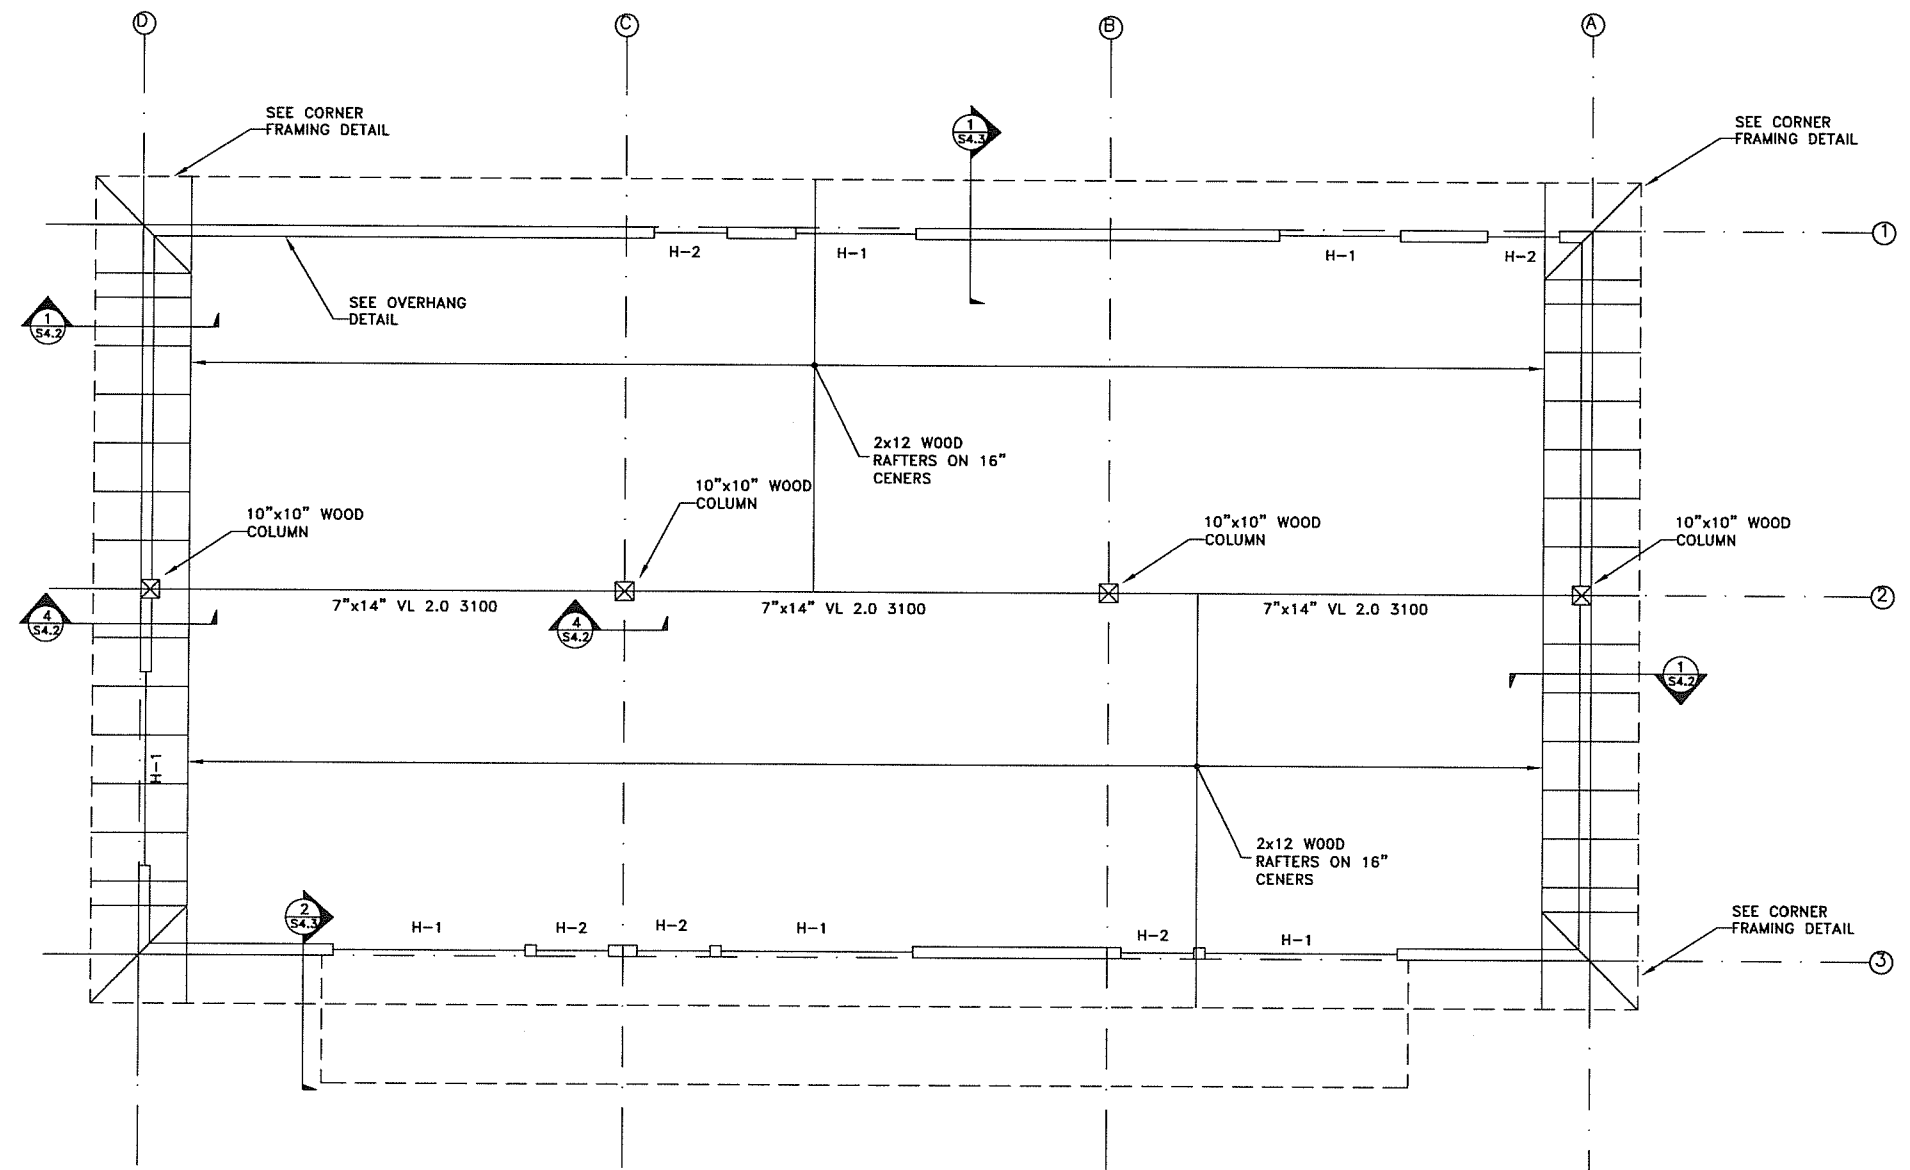 D
C
B
A
SEE CORNER
FRAMING DETAIL
1
S4.3
SEE CORNER
FRAMING DETAIL
1
H-2
H-1
H-1
H-2
SEE OVERHANG
DETAIL
1
S4.2
2x12 WOOD
RAFTERS ON 16"
CENERS
10"x10" WOOD
COLUMN
10"x10" WOOD
COLUMN
10"x10" WOOD
COLUMN
10"x10" WOOD
COLUMN
2
7"x14" VL 2.0 3100
7"x14" VL 2.0 3100
7"x14" VL 2.0 3100
4
S4.2
4
S4.2
1
S4.2
H-1
2x12 WOOD
RAFTERS ON 16"
CENERS
2
S4.3
H-1
H-2
H-2
H-1
H-2
H-1
SEE CORNER
FRAMING DETAIL
3